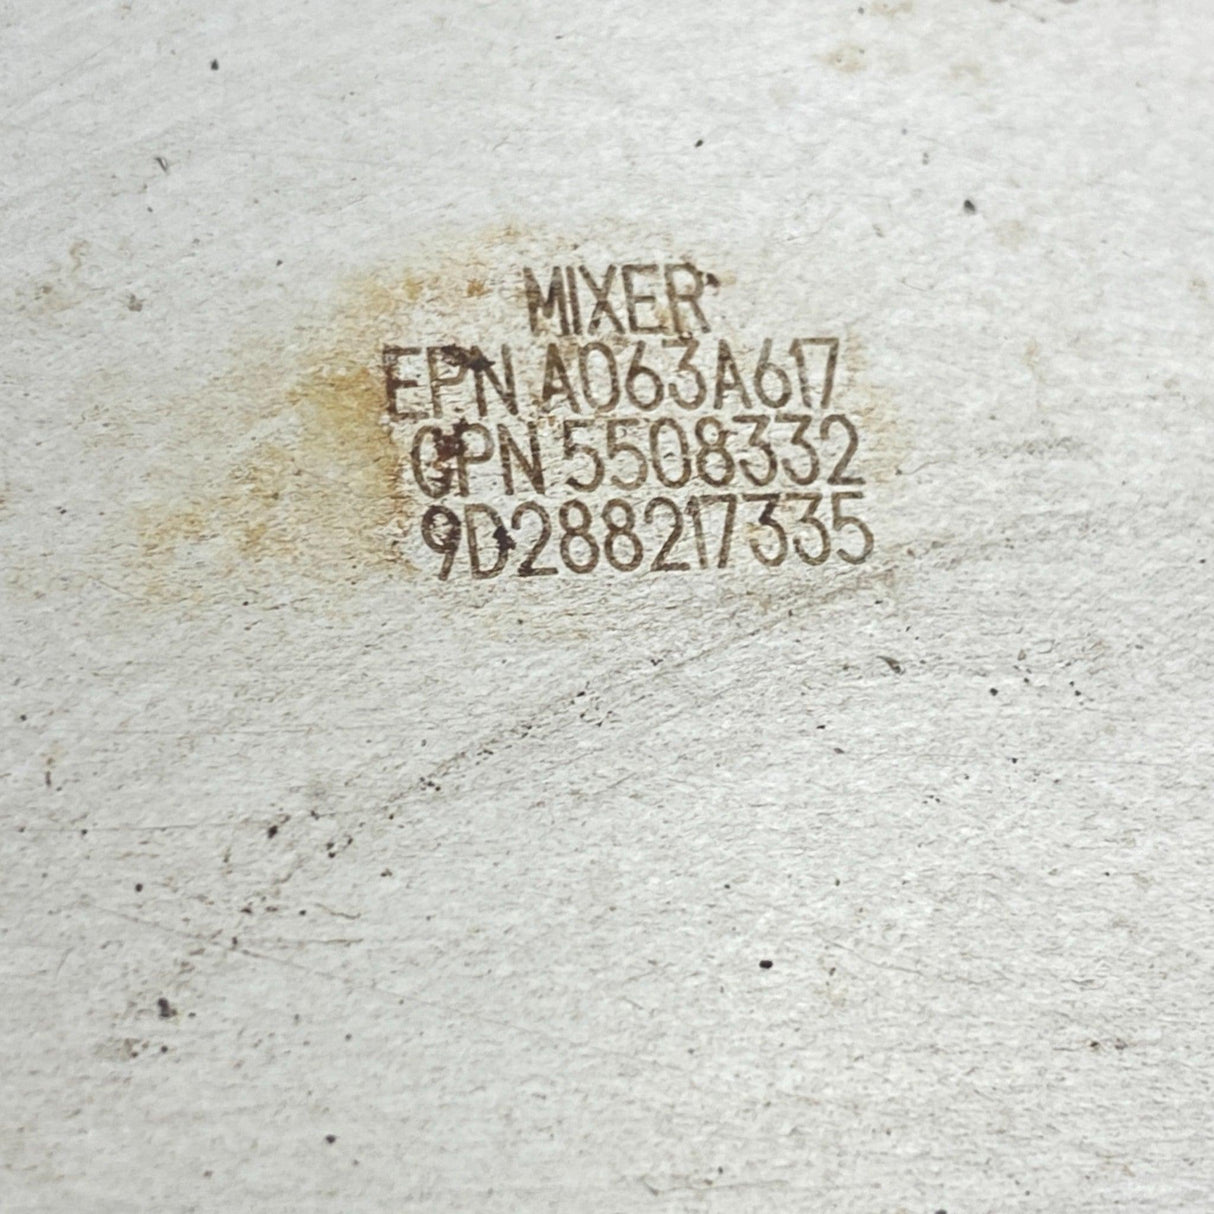 MIXER
EPN A063A617
CPN 5508332
9D288217335